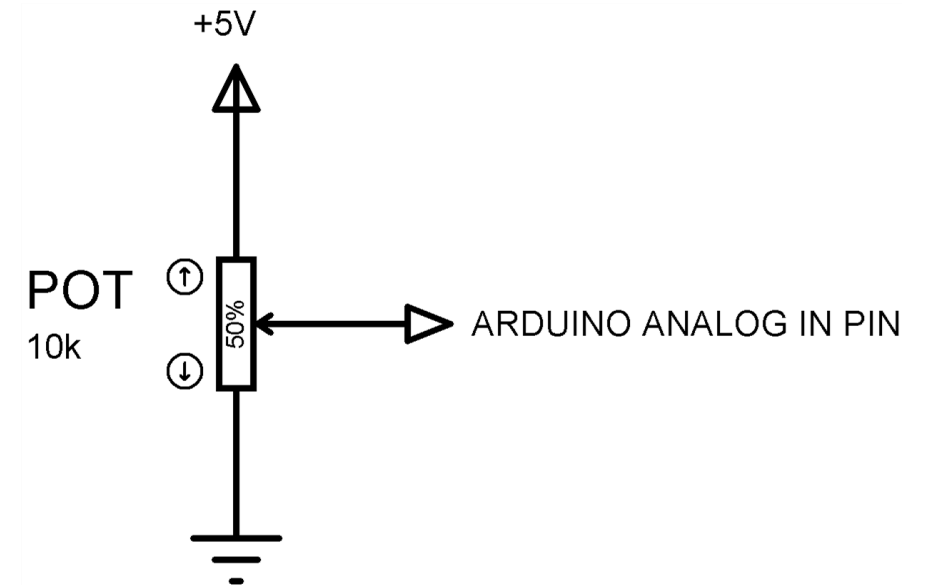 +5V
POT
10k
50%
ARDUINO ANALOG IN PIN